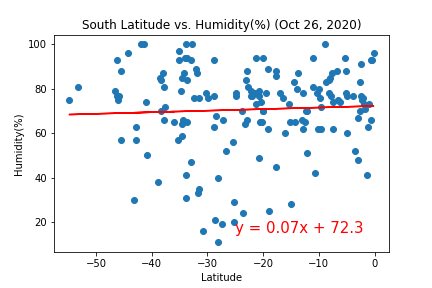 South Latitude vs. Humidity(%) (Oct 26, 2020)
100
80
60
40
20
Humidity(%)
y = 0.07x + 72.3
−50 −40 −30 −20 −10 0
Latitude